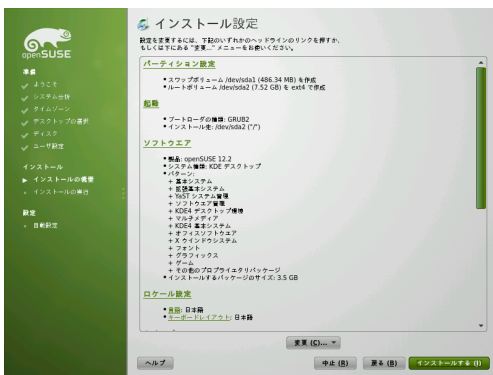 openSUSE
準備
ようこそ
システム分析
タイムゾーン
デスクトップの選択
ディスク
ユーザ設定
インストール
インストールの概要
インストールの実行
設定
自動設定
インストール設定
設定を変更するには、下記のいずれかのヘッドラインのリンクを押すか、
もしくは下にある "変更..." メニューをお使いください。
パーティション設定
•スワップボリューム /dev/sda1 (486.34 MB) を作成
•ルートボリューム /dev/sda2 (7.52 GB) を ext4 で作成
起動
•ブートローダの種類: GRUB2
•インストール先: /dev/sda2 ("/")
ソフトウエア
•製品: openSUSE 12.2
•システム種類: KDE デスクトップ
•パターン:
+ 基本システム
+ 拡張基本システム
+ YaST システム管理
+ ソフトウエア管理
+ KDE4 デスクトップ環境
+ マルチメディア
+ KDE4 基本システム
+ オフィスソフトウエア
+ X ウインドウシステム
+ フォント
+ グラフィックス
+ ゲーム
+ その他のプロプライエタリパッケージ
•インストールするパッケージのサイズ: 3.5 GB
ロケール設定
•言語: 日本語
•キーボードレイアウト: 日本語
変更 (C)...
ヘルプ
中止 (R)
戻る (B)
インストールする (I)